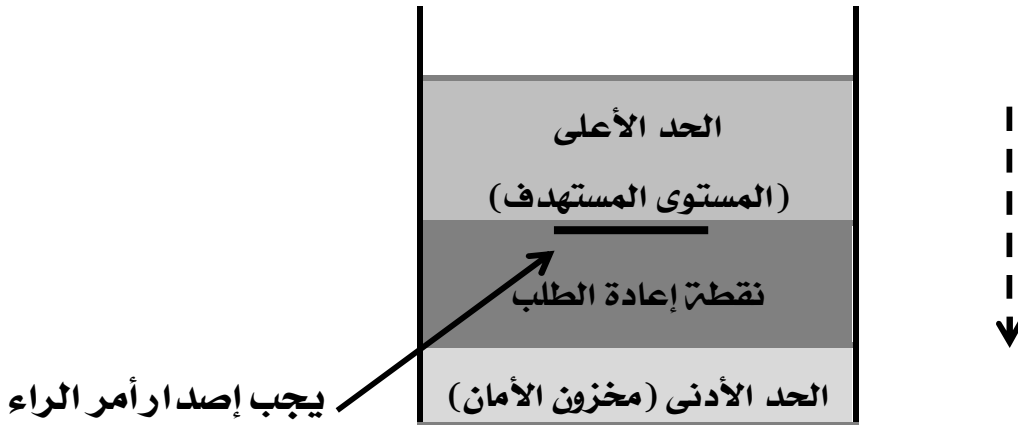 الحد الأعلى
(المستوى المستهدف)
نقطة إعادة الطلب
الحد الأدنى (مخزون الأمان)
يجب إصدار أمر الراء